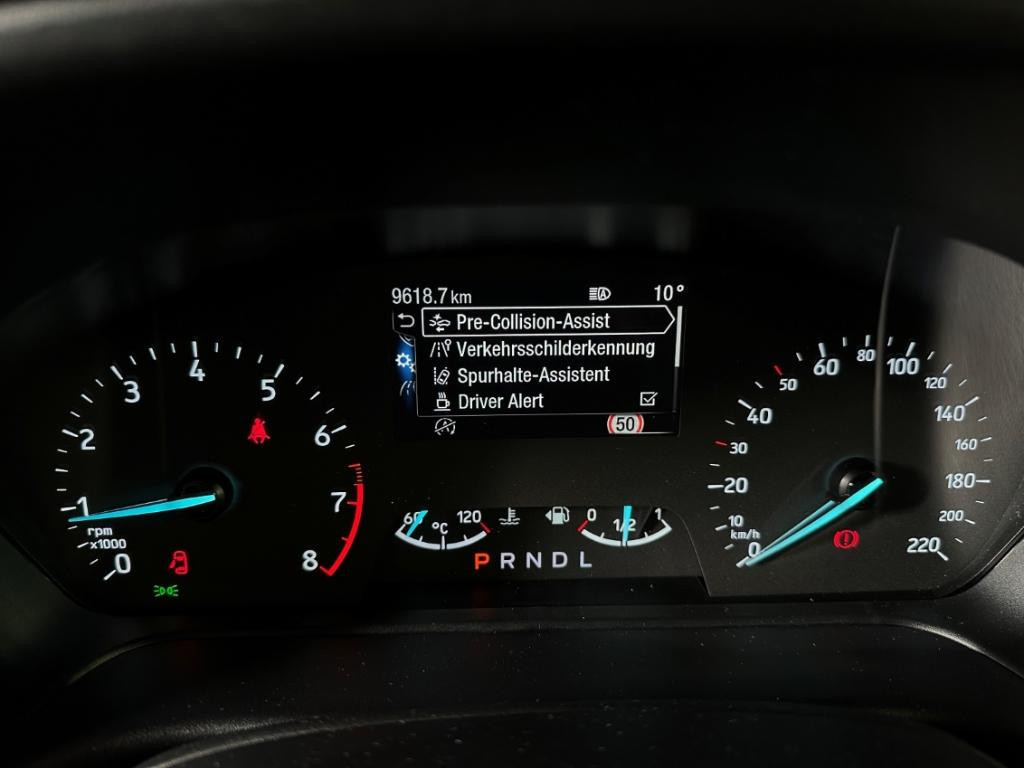 9618.7 km 10°
Pre-Collision-Assist
Verkehrsschilderkennung
Spurhalte-Assistent
Driver Alert
50
0 1 2 3 4 5 6 7 8
rpm
x1000
60 120
°C
0 1/2 1
P R N D L
0 10 20 30 40 50 60 80 100 120 140 160 180 200 220
km/h